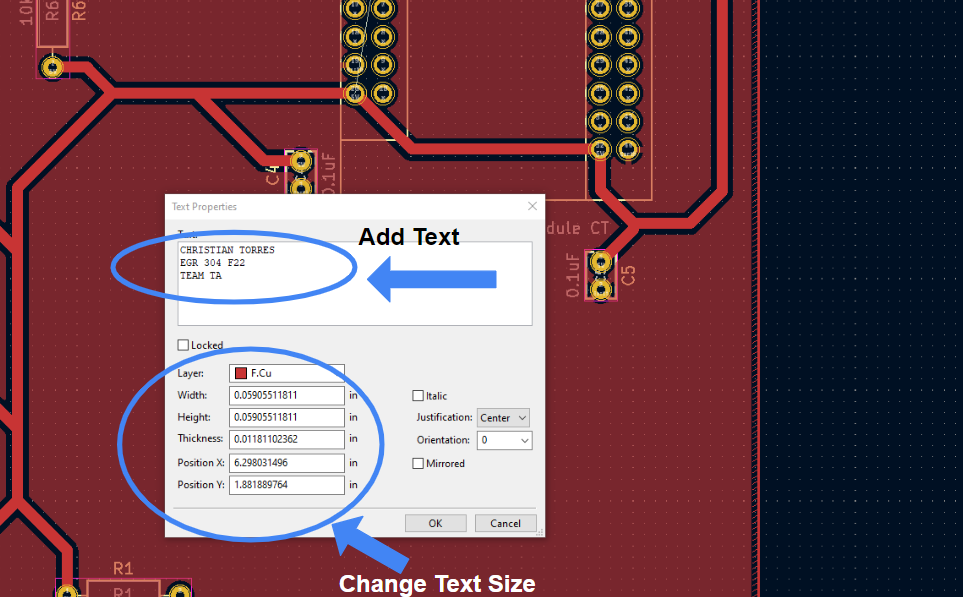 10k
R6
R6
C4
0.1uF
Text Properties
Add Text
CHRISTIAN TORRES
EGR 304 F22
TEAM TA
dule CT
0.1uF
C5
Locked
Layer:
F.Cu
Width:
0.05905511811
in
Italic
Height:
0.05905511811
in
Justification:
Center
Thickness:
0.01181102362
in
Orientation:
0
Position X:
6.298031496
in
Mirrored
Position Y:
1.881889764
in
OK
Cancel
Change Text Size
R1
R1